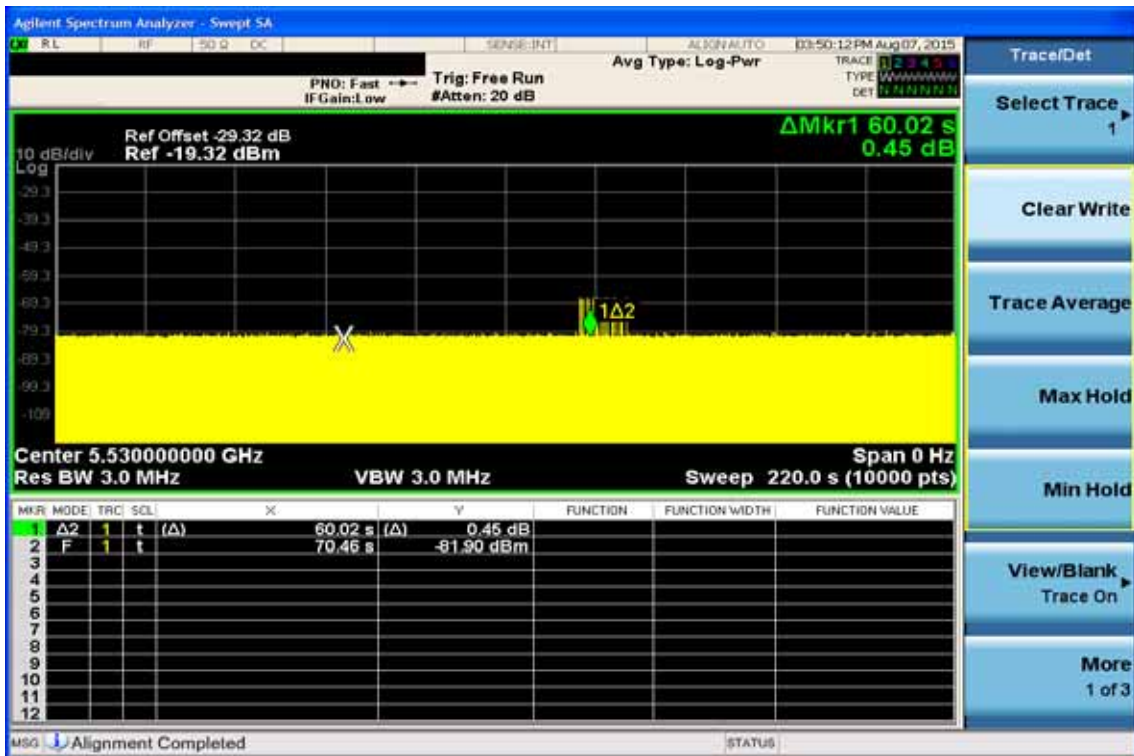 Agilent Spectrum Analyzer - Swept SA
RL RF 50 Ω DC SENSE:INT ALIGN AUTO 03:50:12 PM Aug 07, 2015
Avg Type: Log-Pwr
TRACE 1 2 3 4 5 6
TYPE WWWWWW
DET N N N N N N
PNO: Fast
IFGain:Low
Trig: Free Run
#Atten: 20 dB
Trace/Det
Select Trace
1
ΔMkr1 60.02 s
0.45 dB
Ref Offset -29.32 dB
10 dB/div Ref -19.32 dBm
Log
-29.3
-39.3
-49.3
-59.3
-69.3
-79.3
-89.3
-99.3
-109
1Δ2
X
Clear Write
Trace Average
Max Hold
Min Hold
Center 5.530000000 GHz Span 0 Hz
Res BW 3.0 MHz VBW 3.0 MHz Sweep 220.0 s (10000 pts)
MKR MODE TRC SCL X Y FUNCTION FUNCTION WIDTH FUNCTION VALUE
1 Δ2 1 t (Δ) 60.02 s (Δ) 0.45 dB
2 F 1 t 70.46 s -81.90 dBm
3
4
5
6
7
8
9
10
11
12
View/Blank
Trace On
More
1 of 3
MSG Alignment Completed STATUS